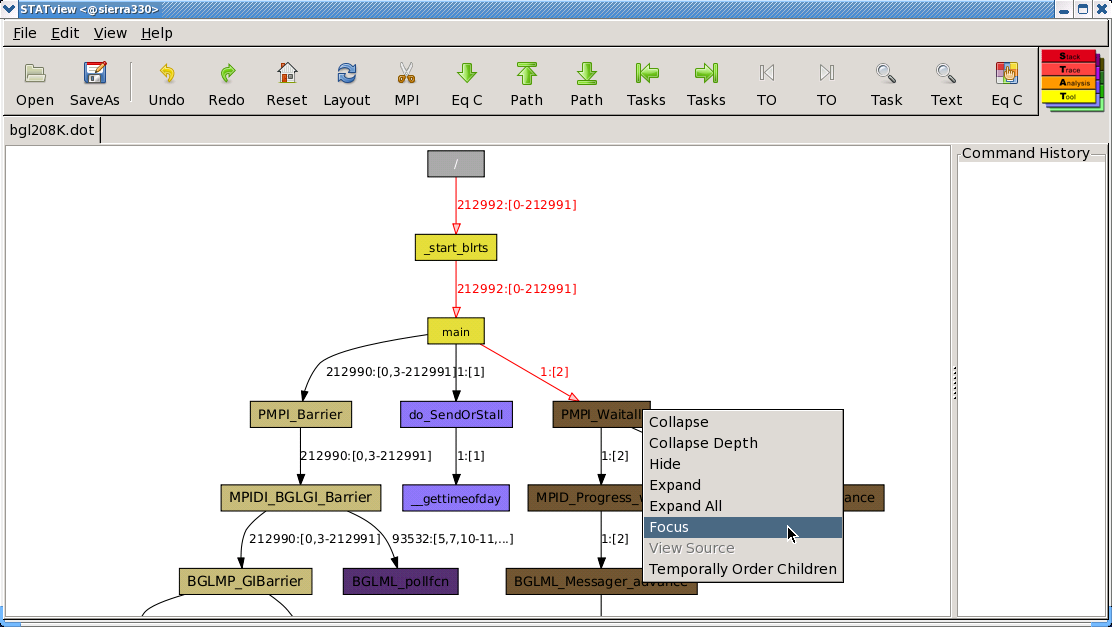 STATview <@sierra330>
File Edit View Help
Stack
Trace
Analysis
Tool
Open SaveAs Undo Redo Reset Layout MPI Eq C Path Path Tasks Tasks TO TO Task Text Eq C
bgl208K.dot
Command History
/
212992:[0-212991]
_start_blrts
212992:[0-212991]
main
212990:[0,3-212991] 1:[1] 1:[2]
PMPI_Barrier do_SendOrStall PMPI_Waitall
212990:[0,3-212991] 1:[1] 1:[2]
MPIDI_BGLGI_Barrier __gettimeofday MPID_Progress_w ance
212990:[0,3-212991] 93532:[5,7,10-11,...] 1:[2]
BGLMP_GIBarrier BGLML_pollfcn BGLML_Messager_advance
Collapse
Collapse Depth
Hide
Expand
Expand All
Focus
View Source
Temporally Order Children